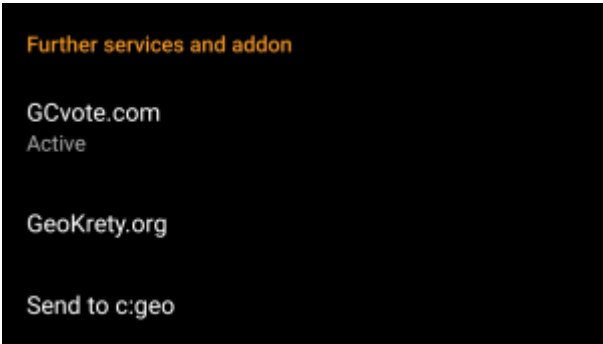 Further services and addon
GCvote.com
Active
GeoKrety.org
Send to c:geo